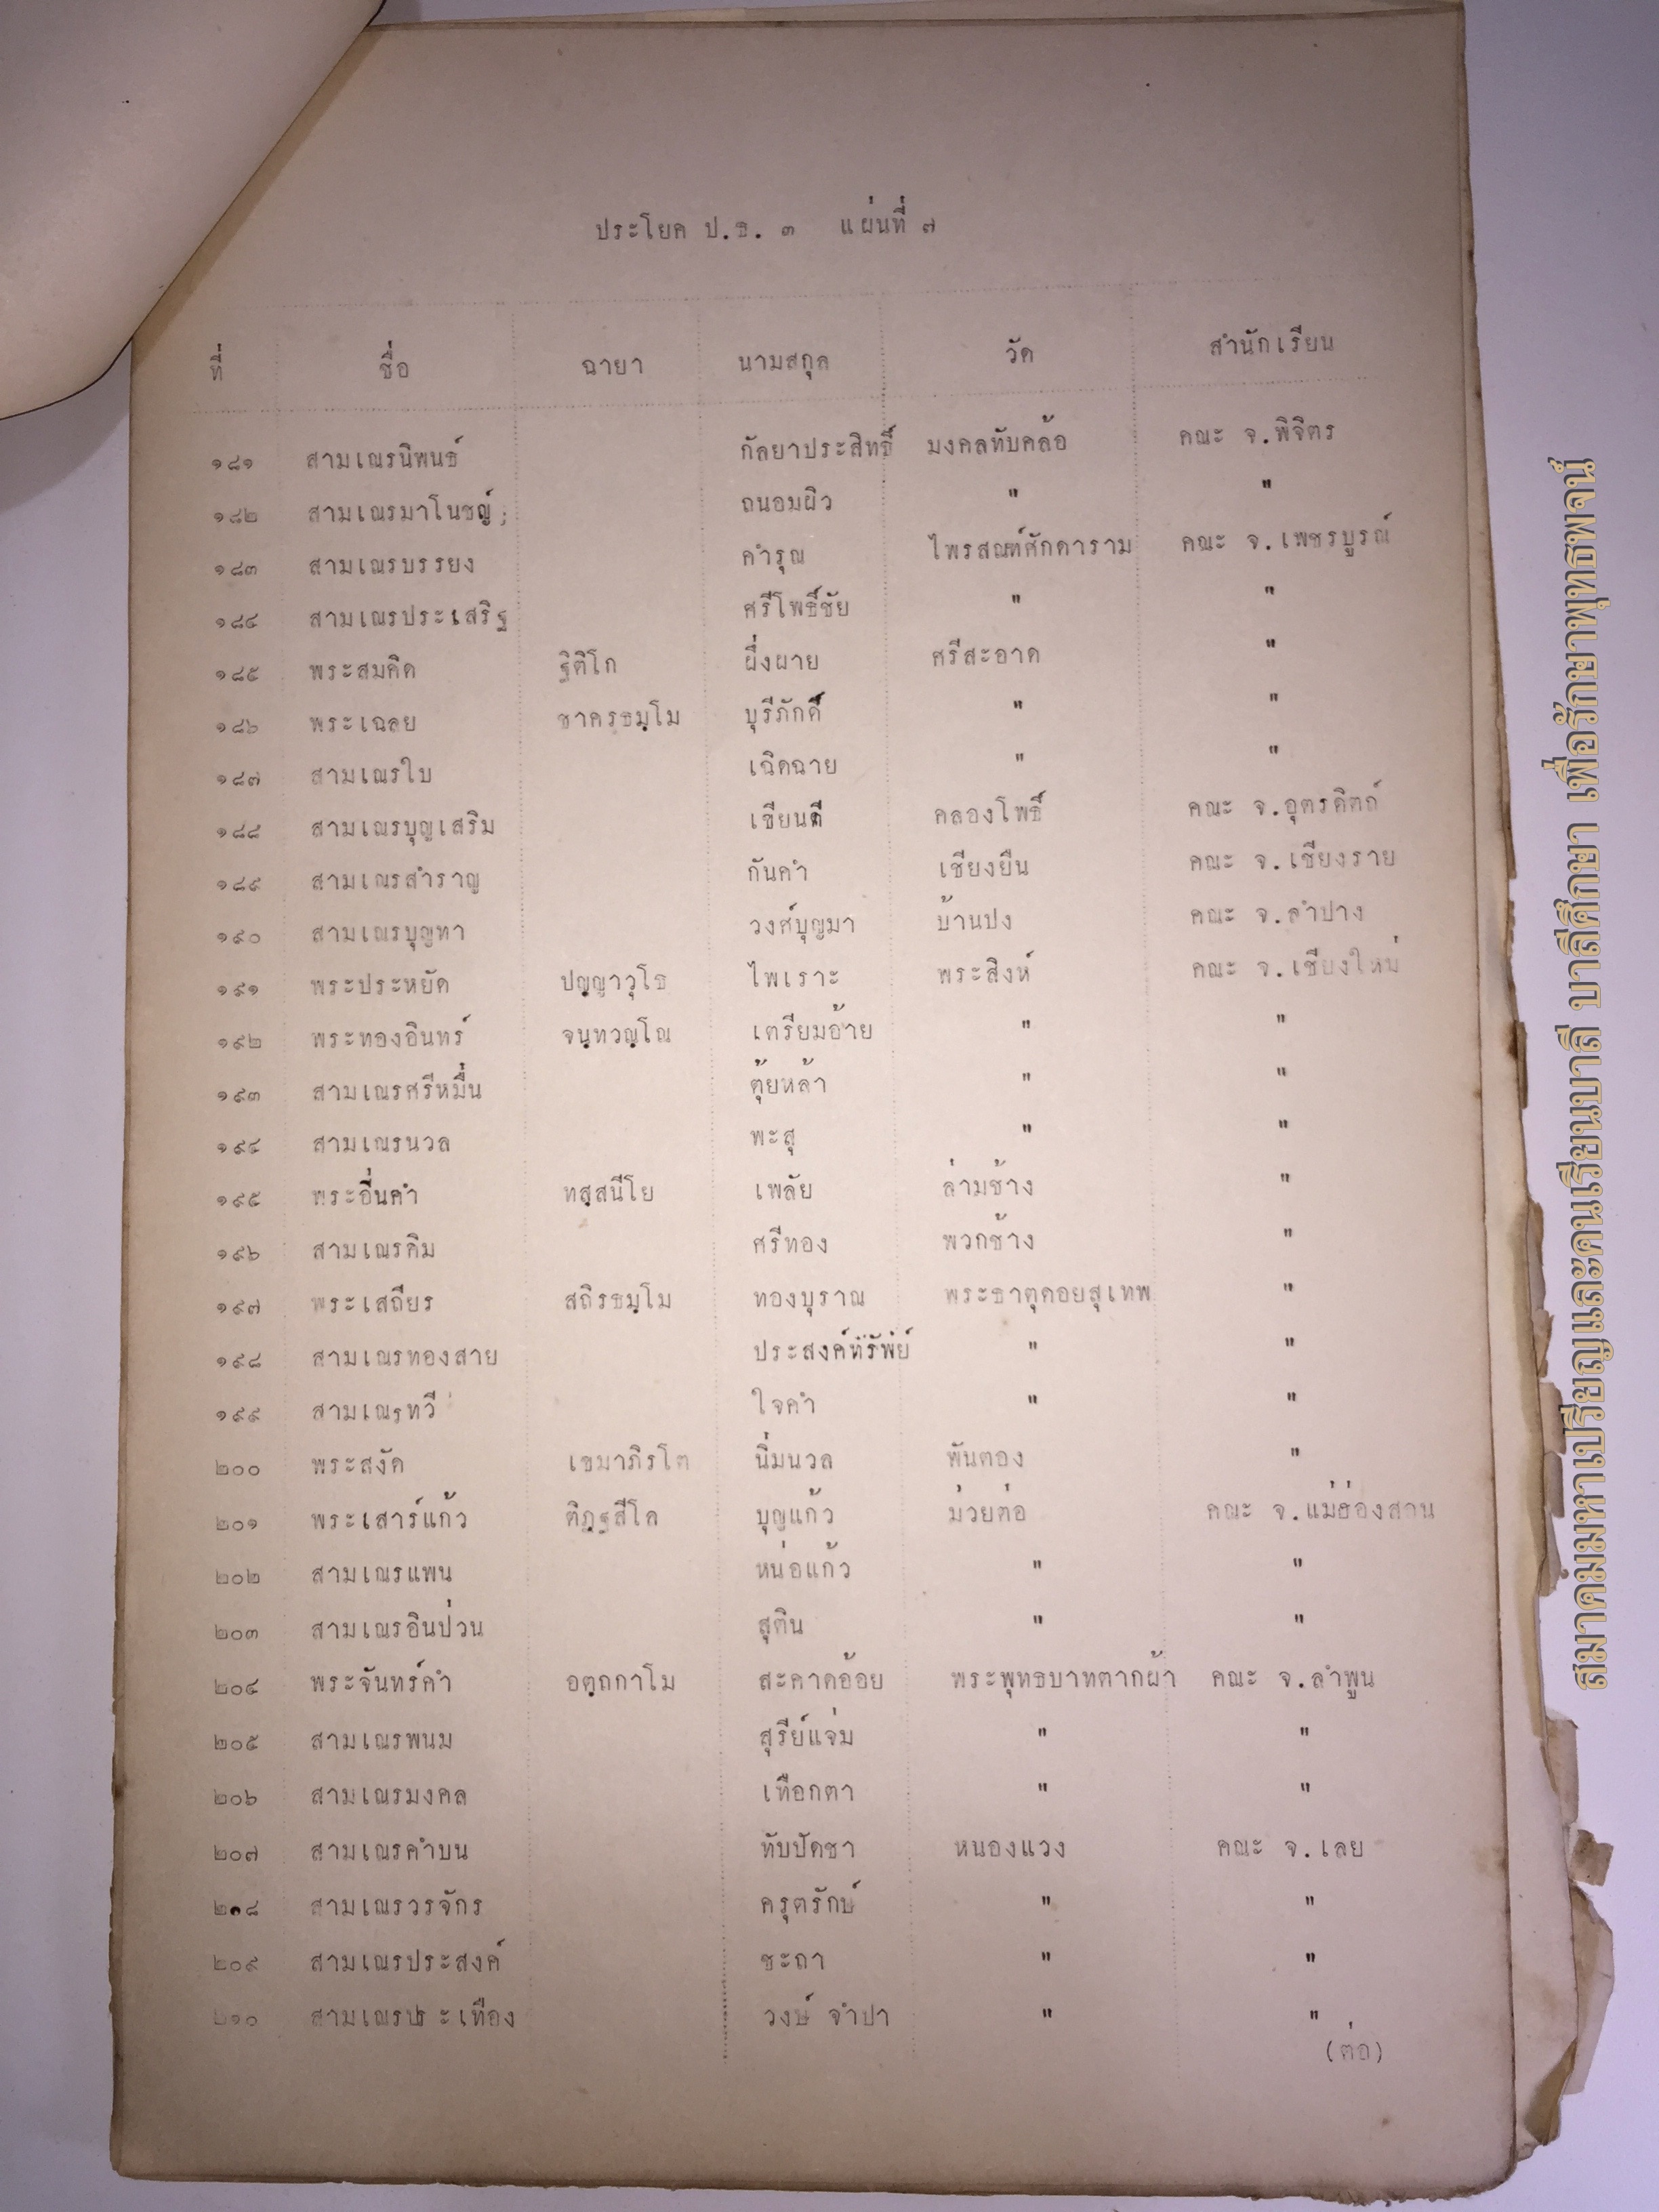 ประโยค ป.ธ. ๓ แผ่นที่ ๗
ที่ ชื่อ ฉายา นามสกุล วัด สำนักเรียน
๑๘๑ สามเณรนิพนธ์ กัลยาประสิทธิ์ มงคลทับคล้อ คณะ จ.พิจิตร
๑๘๒ สามเณรมาโนชญ์ ถนอมผิว " "
๑๘๓ สามเณรบรรยง คำรุณ ไพรสณฑ์ศักดาราม คณะ จ.เพชรบูรณ์
๑๘๔ สามเณรประเสริฐ ศรีโพธิ์ชัย " "
๑๘๕ พระสมคิด ฐิติโก ผึ่งผาย ศรีสะอาด "
๑๘๖ พระเฉลย ชาครธมฺโม บุรีภักดี " "
๑๘๗ สามเณรใบ เฉิดฉาย " "
๑๘๘ สามเณรบุญเสริม เขียนดี คลองโพธิ์ คณะ จ.อุตรดิตถ์
๑๘๙ สามเณรสำราญ กันคำ เชียงยืน คณะ จ.เชียงราย
๑๙๐ สามเณรบุญทา วงศ์บุญมา บ้านปง คณะ จ.ลำปาง
๑๙๑ พระประหยัด ปญฺญาวุโธ ไพเราะ พระสิงห์ คณะ จ.เชียงใหม่
๑๙๒ พระทองอินทร์ จนฺทวณฺโณ เตรียมอ้าย " "
๑๙๓ สามเณรศรีหมื่น ตุ้ยหล้า " "
๑๙๔ สามเณรนวล พะสุ " "
๑๙๕ พระอิ่นคำ ทสฺสนีโย เพลัย ล่ามช้าง "
๑๙๖ สามเณรคิม ศรีทอง พวกช้าง "
๑๙๗ พระเสถียร สถิรธมฺโม ทองบุราณ พระธาตุดอยสุเทพ "
๑๙๘ สามเณรทองสาย ประสงค์ทรัพย์ " "
๑๙๙ สามเณรทวี ใจคำ " "
๒๐๐ พระสงัด เขมาภิรโต นิ่มนวล พันตอง "
๒๐๑ พระเสาร์แก้ว ติฏฺฐสีโล บุญแก้ว ม่วยต่อ คณะ จ.แม่ฮ่องสอน
๒๐๒ สามเณรแพน หน่อแก้ว " "
๒๐๓ สามเณรอินป่วน สุติน " "
๒๐๔ พระจันทร์คำ อตฺถกาโม สะคาดอ้อย พระพุทธบาทตากผ้า คณะ จ.ลำพูน
๒๐๕ สามเณรพนม สุรีย์แจ่ม " "
๒๐๖ สามเณรมงคล เทือกตา " "
๒๐๗ สามเณรคำบน ทับปัดชา หนองแวง คณะ จ.เลย
๒๐๘ สามเณรวรจักร ครุตรักษ์ " "
๒๐๙ สามเณรประสงค์ ชะถา " "
๒๑๐ สามเณรประเทือง วงษ์ จำปา " "
(ต่อ)
สมาคมมหาเปรียญและคนเรียนบาลี บาลีศึกษา เพื่อรักษาพุทธพจน์